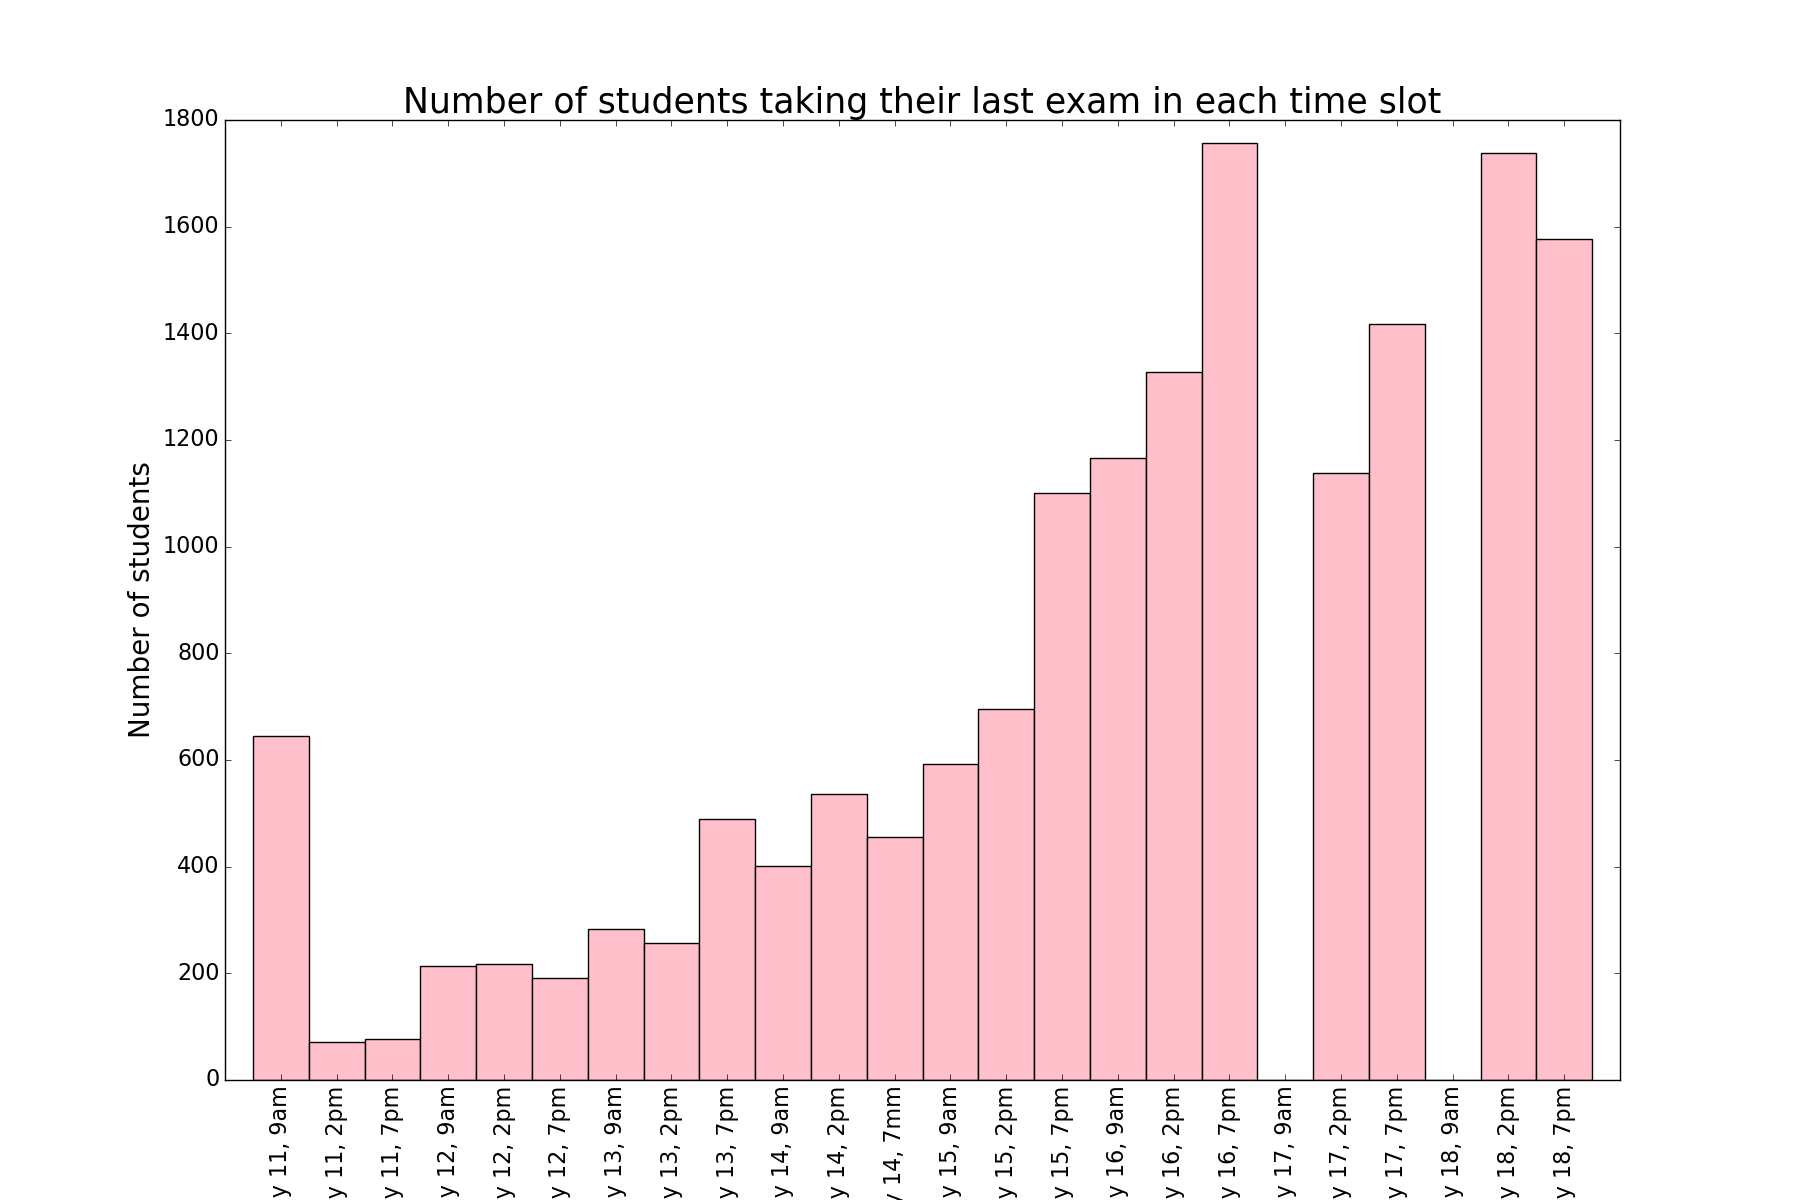 Number of students taking their last exam in each time slot
Number of students
1800
1600
1400
1200
1000
800
600
400
200
0
y 11, 9am
y 11, 2pm
y 11, 7pm
y 12, 9am
y 12, 2pm
y 12, 7pm
y 13, 9am
y 13, 2pm
y 13, 7pm
y 14, 9am
y 14, 2pm
y 14, 7mm
y 15, 9am
y 15, 2pm
y 15, 7pm
y 16, 9am
y 16, 2pm
y 16, 7pm
y 17, 9am
y 17, 2pm
y 17, 7pm
y 18, 9am
y 18, 2pm
y 18, 7pm